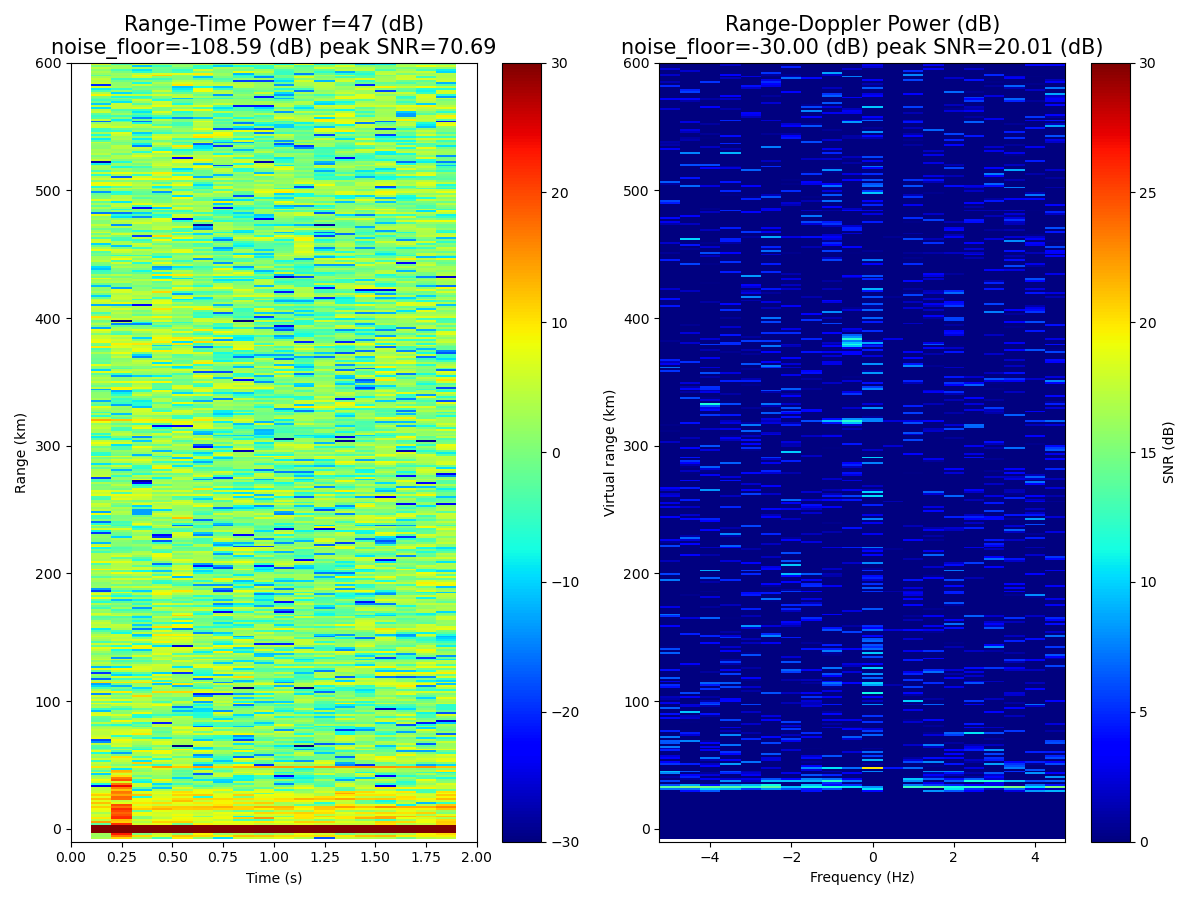 Range-Time Power f=47 (dB)
noise_floor=-108.59 (dB) peak SNR=70.69
Range (km)
600
500
400
300
200
100
0
0.00 0.25 0.50 0.75 1.00 1.25 1.50 1.75 2.00
Time (s)
30
20
10
0
−10
−20
−30
Range-Doppler Power (dB)
noise_floor=-30.00 (dB) peak SNR=20.01 (dB)
Virtual range (km)
600
500
400
300
200
100
0
−4 −2 0 2 4
Frequency (Hz)
30
25
20
15
10
5
0
SNR (dB)